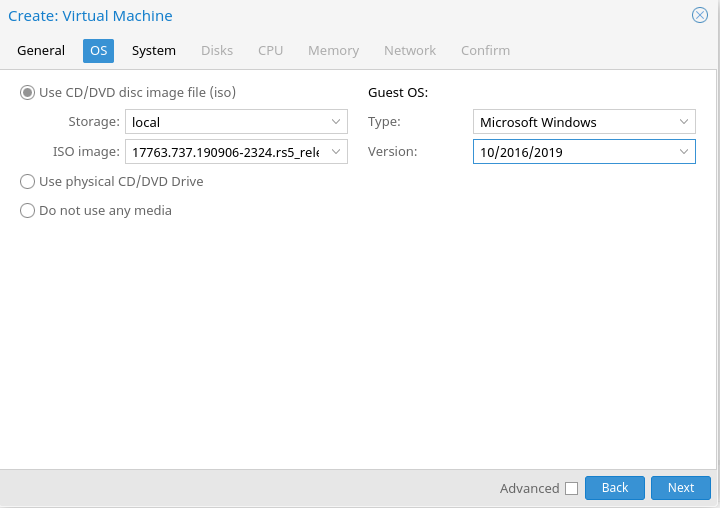 Create: Virtual Machine
General OS System Disks CPU Memory Network Confirm
Use CD/DVD disc image file (iso)
Storage: local
ISO image: 17763.737.190906-2324.rs5_rele
Use physical CD/DVD Drive
Do not use any media
Guest OS:
Type: Microsoft Windows
Version: 10/2016/2019
Advanced Back Next